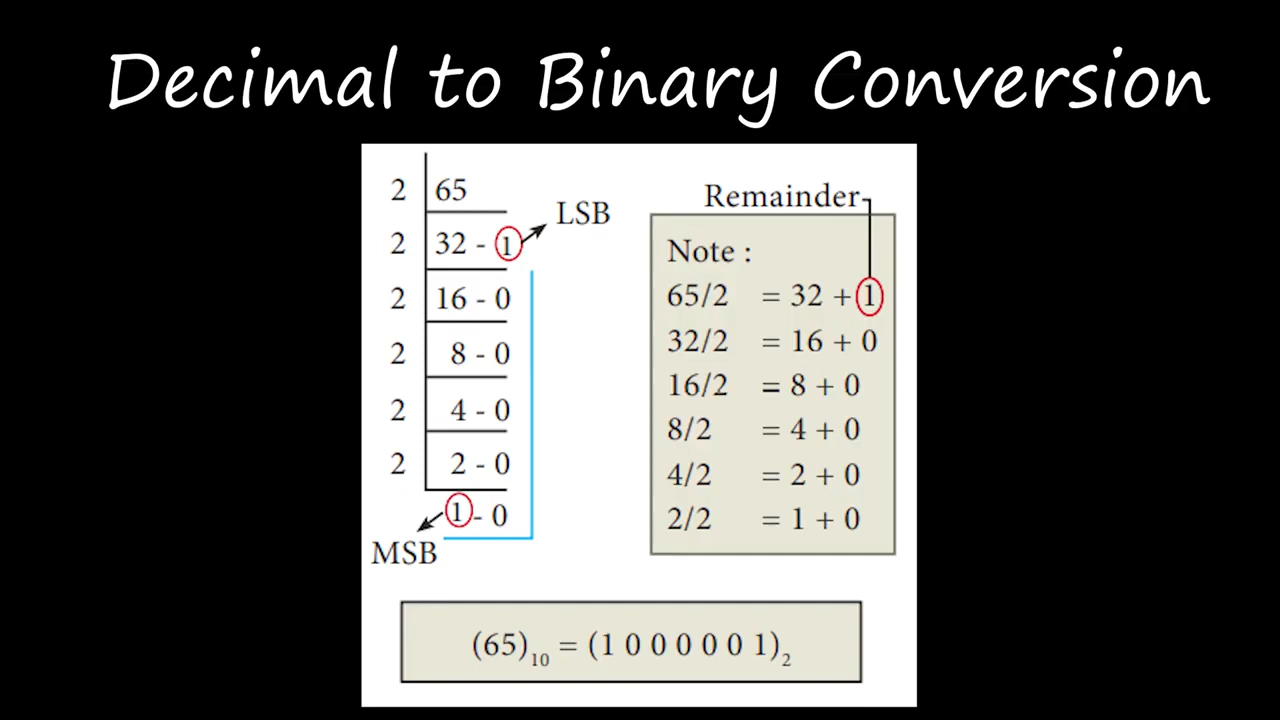 Decimal to Binary Conversion
2 65
2 32 - 1
LSB
2 16 - 0
2 8 - 0
2 4 - 0
2 2 - 0
1 - 0
MSB
Remainder
Note :
65/2 = 32 + 1
32/2 = 16 + 0
16/2 = 8 + 0
8/2 = 4 + 0
4/2 = 2 + 0
2/2 = 1 + 0
(65)₁₀ = (1 0 0 0 0 0 1)₂